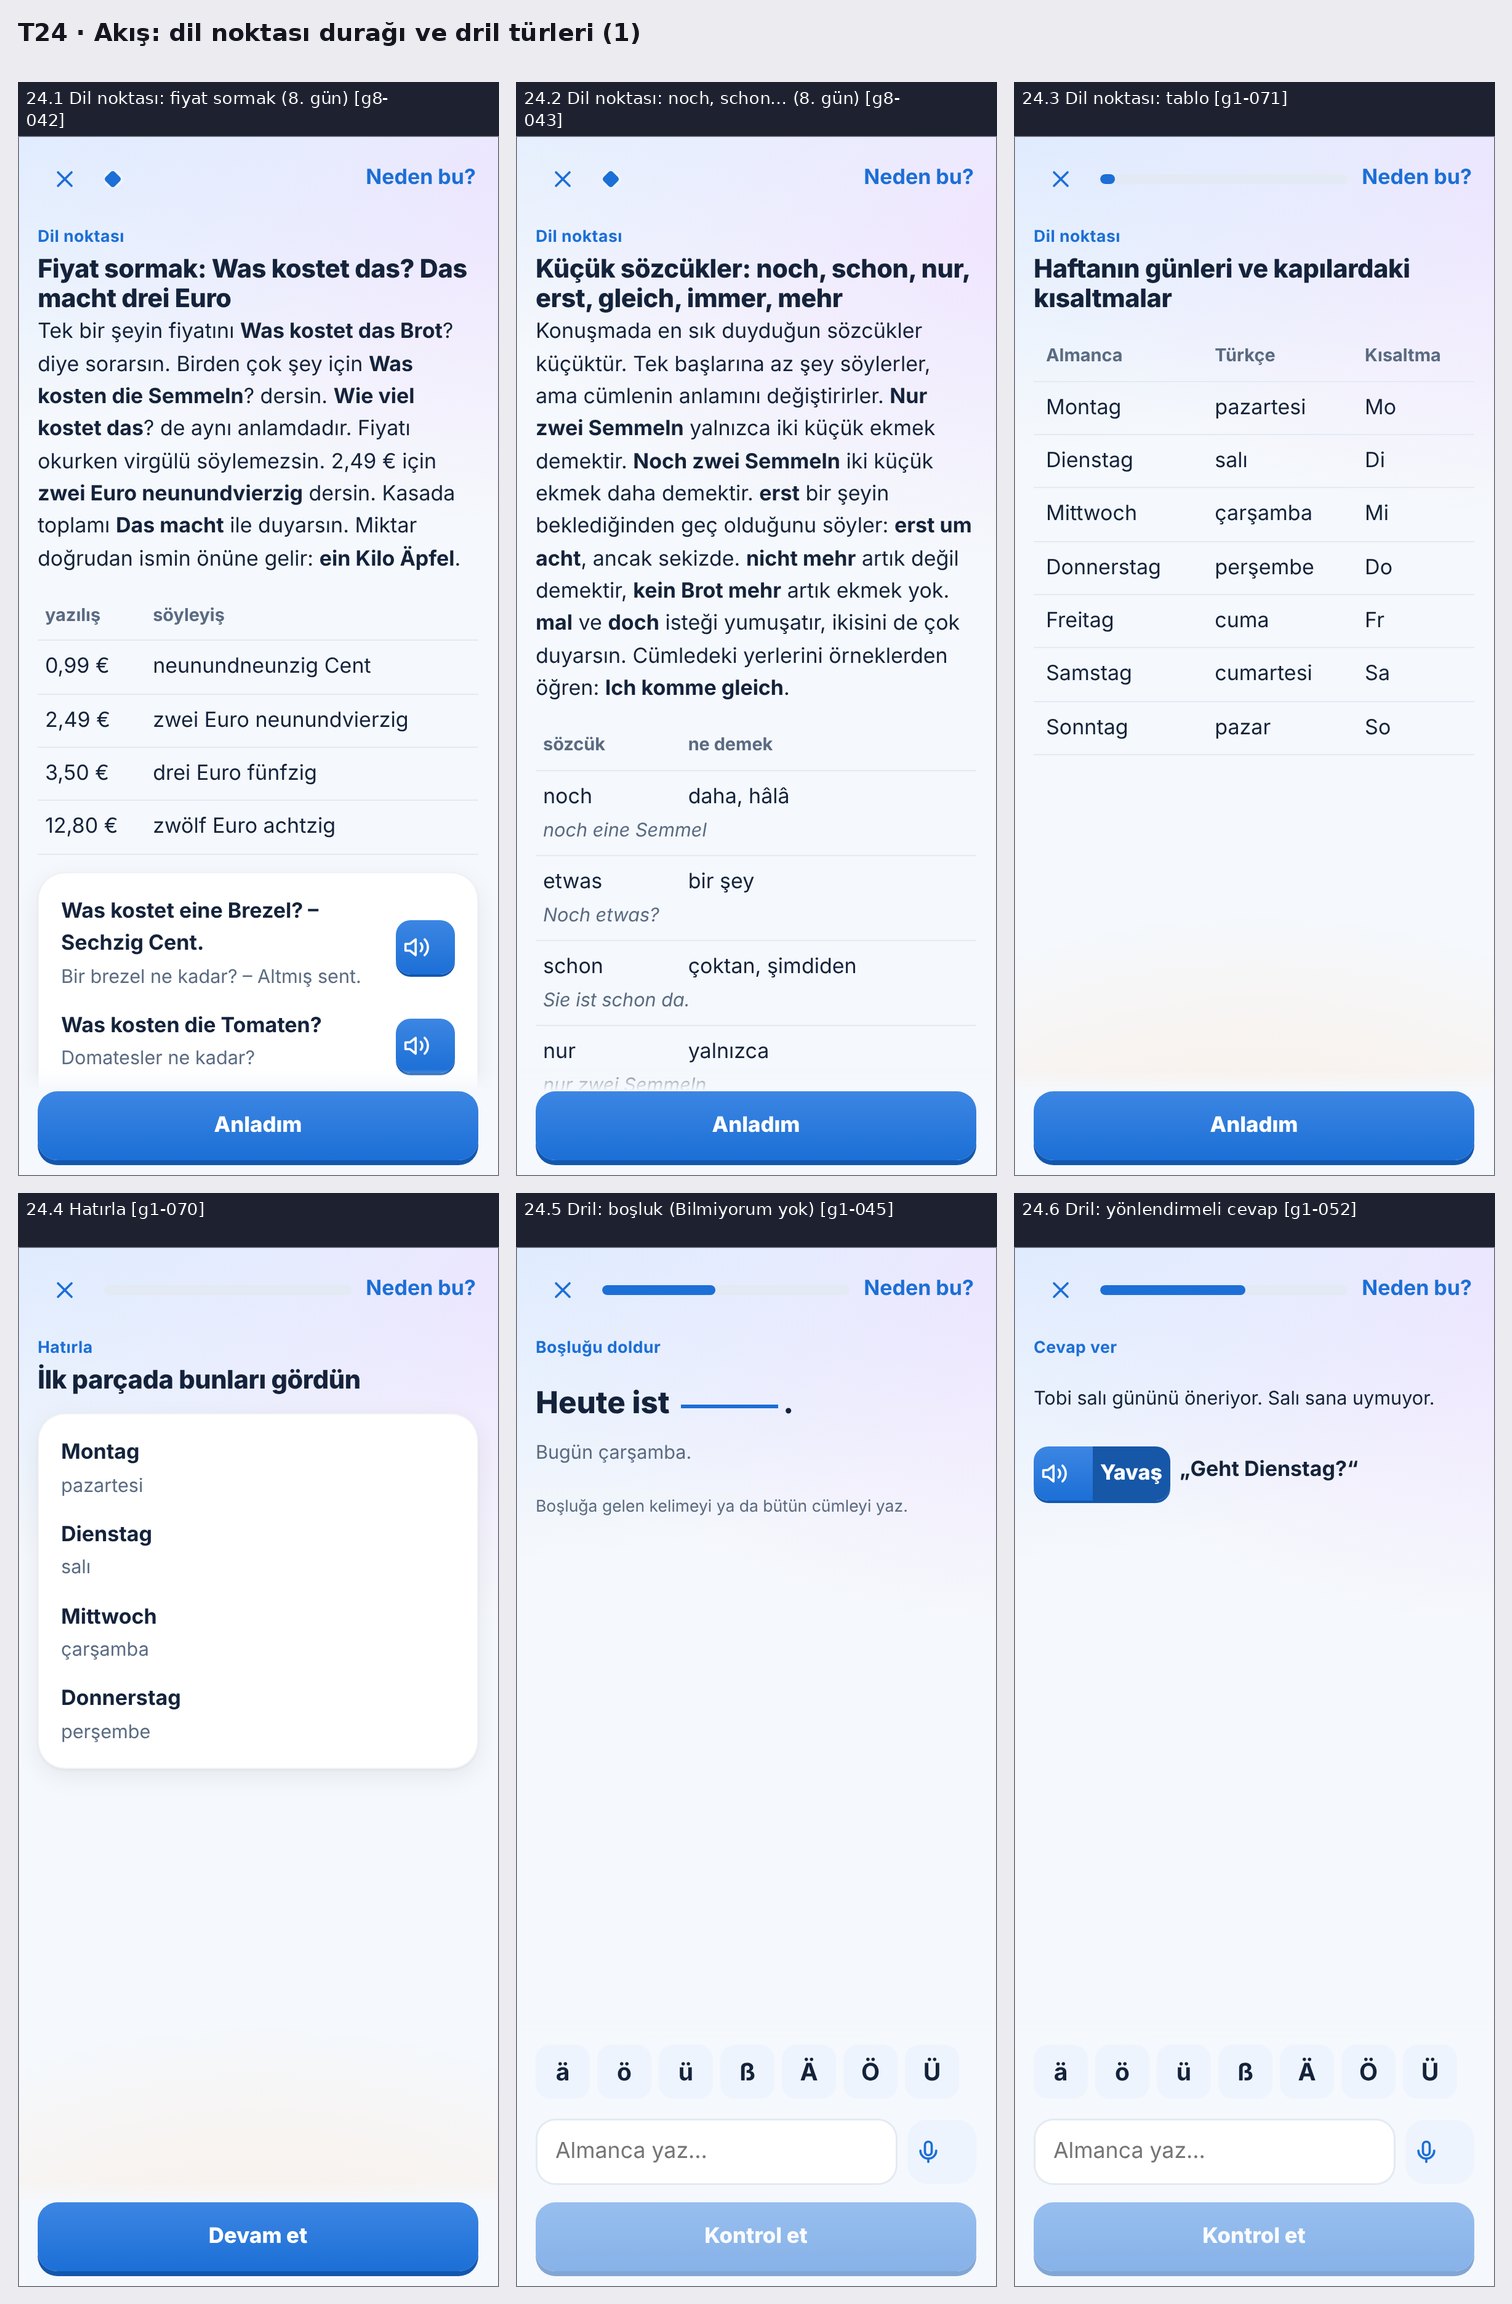 T24 · Akış: dil noktası durağı ve dril türleri (1)
24.1 Dil noktası: fiyat sormak (8. gün) [g8-
042]
Neden bu?
Dil noktası
Fiyat sormak: Was kostet das? Das
macht drei Euro
Tek bir şeyin fiyatını Was kostet das Brot?
diye sorarsın. Birden çok şey için Was
kosten die Semmeln? dersin. Wie viel
kostet das? de aynı anlamdadır. Fiyatı
okurken virgülü söylemezsin. 2,49 € için
zwei Euro neunundvierzig dersin. Kasada
toplamı Das macht ile duyarsın. Miktar
doğrudan ismin önüne gelir: ein Kilo Äpfel.
yazılış söyleyiş
0,99 € neunundneunzig Cent
2,49 € zwei Euro neunundvierzig
3,50 € drei Euro fünfzig
12,80 € zwölf Euro achtzig
Was kostet eine Brezel? –
Sechzig Cent.
Bir brezel ne kadar? – Altmış sent.
Was kosten die Tomaten?
Domatesler ne kadar?
Anladım
24.2 Dil noktası: noch, schon... (8. gün) [g8-
043]
Neden bu?
Dil noktası
Küçük sözcükler: noch, schon, nur,
erst, gleich, immer, mehr
Konuşmada en sık duyduğun sözcükler
küçüktür. Tek başlarına az şey söylerler,
ama cümlenin anlamını değiştirirler. Nur
zwei Semmeln yalnızca iki küçük ekmek
demektir. Noch zwei Semmeln iki küçük
ekmek daha demektir. erst bir şeyin
beklediğinden geç olduğunu söyler: erst um
acht, ancak sekizde. nicht mehr artık değil
demektir, kein Brot mehr artık ekmek yok.
mal ve doch isteği yumuşatır, ikisini de çok
duyarsın. Cümledeki yerlerini örneklerden
öğren: Ich komme gleich.
sözcük ne demek
noch daha, hâlâ
noch eine Semmel
etwas bir şey
Noch etwas?
schon çoktan, şimdiden
Sie ist schon da.
nur yalnızca
nur zwei Semmeln
Anladım
24.3 Dil noktası: tablo [g1-071]
Neden bu?
Dil noktası
Haftanın günleri ve kapılardaki
kısaltmalar
Almanca Türkçe Kısaltma
Montag pazartesi Mo
Dienstag salı Di
Mittwoch çarşamba Mi
Donnerstag perşembe Do
Freitag cuma Fr
Samstag cumartesi Sa
Sonntag pazar So
Anladım
24.4 Hatırla [g1-070]
Neden bu?
Hatırla
İlk parçada bunları gördün
Montag
pazartesi
Dienstag
salı
Mittwoch
çarşamba
Donnerstag
perşembe
Devam et
24.5 Dril: boşluk (Bilmiyorum yok) [g1-045]
Neden bu?
Boşluğu doldur
Heute ist ______.
Bugün çarşamba.
Boşluğa gelen kelimeyi ya da bütün cümleyi yaz.
ä ö ü ß Ä Ö Ü
Almanca yaz...
Kontrol et
24.6 Dril: yönlendirmeli cevap [g1-052]
Neden bu?
Cevap ver
Tobi salı gününü öneriyor. Salı sana uymuyor.
Yavaş „Geht Dienstag?“
ä ö ü ß Ä Ö Ü
Almanca yaz...
Kontrol et